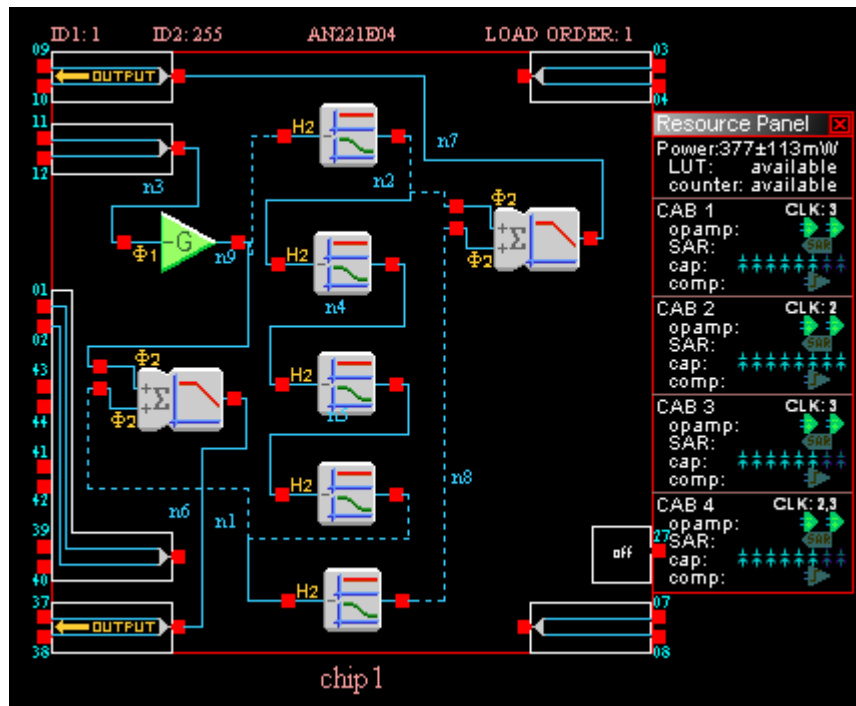 ID1: 1 ID2: 255 AN221E04 LOAD ORDER: 1
09
03
OUTPUT
10
04
11
H2
n7
12
n3
n2
Φ2
Φ1
-G
n9
+
+
Σ
Φ2
H2
01
n4
02
43
Φ2
+
+
Σ
H2
Φ2
44
41
H2
n8
42
n6
n1
39
off
27
40
H2
37
07
OUTPUT
38
08
chip1
Resource Panel
Power:377±113mW
LUT: available
counter: available
CAB 1 CLK: 3
opamp:
SAR: SAR
cap:
comp:
CAB 2 CLK: 2
opamp:
SAR: SAR
cap:
comp:
CAB 3 CLK: 3
opamp:
SAR: SAR
cap:
comp:
CAB 4 CLK: 2,3
opamp:
SAR: SAR
cap:
comp: